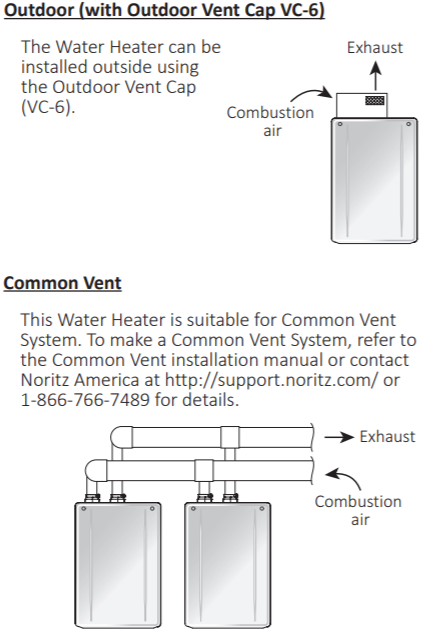 Outdoor (with Outdoor Vent Cap VC-6)
The Water Heater can be
installed outside using
the Outdoor Vent Cap
(VC-6).
Exhaust
Combustion
air
Common Vent
This Water Heater is suitable for Common Vent
System. To make a Common Vent System, refer to
the Common Vent installation manual or contact
Noritz America at http://support.noritz.com/ or
1-866-766-7489 for details.
Exhaust
Combustion
air